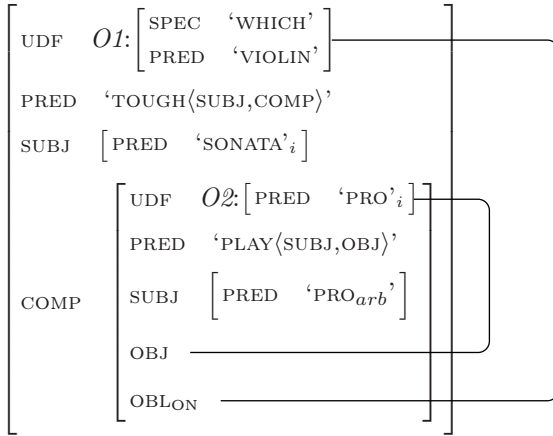 UDF O1: SPEC ‘WHICH’
PRED ‘VIOLIN’
PRED ‘TOUGH⟨SUBJ,COMP⟩’
SUBJ [PRED ‘SONATA’i]
UDF O2: [PRED ‘PRO’i]
PRED ‘PLAY⟨SUBJ,OBJ⟩’
COMP SUBJ [PRED ‘PROarb’]
OBJ
OBLON